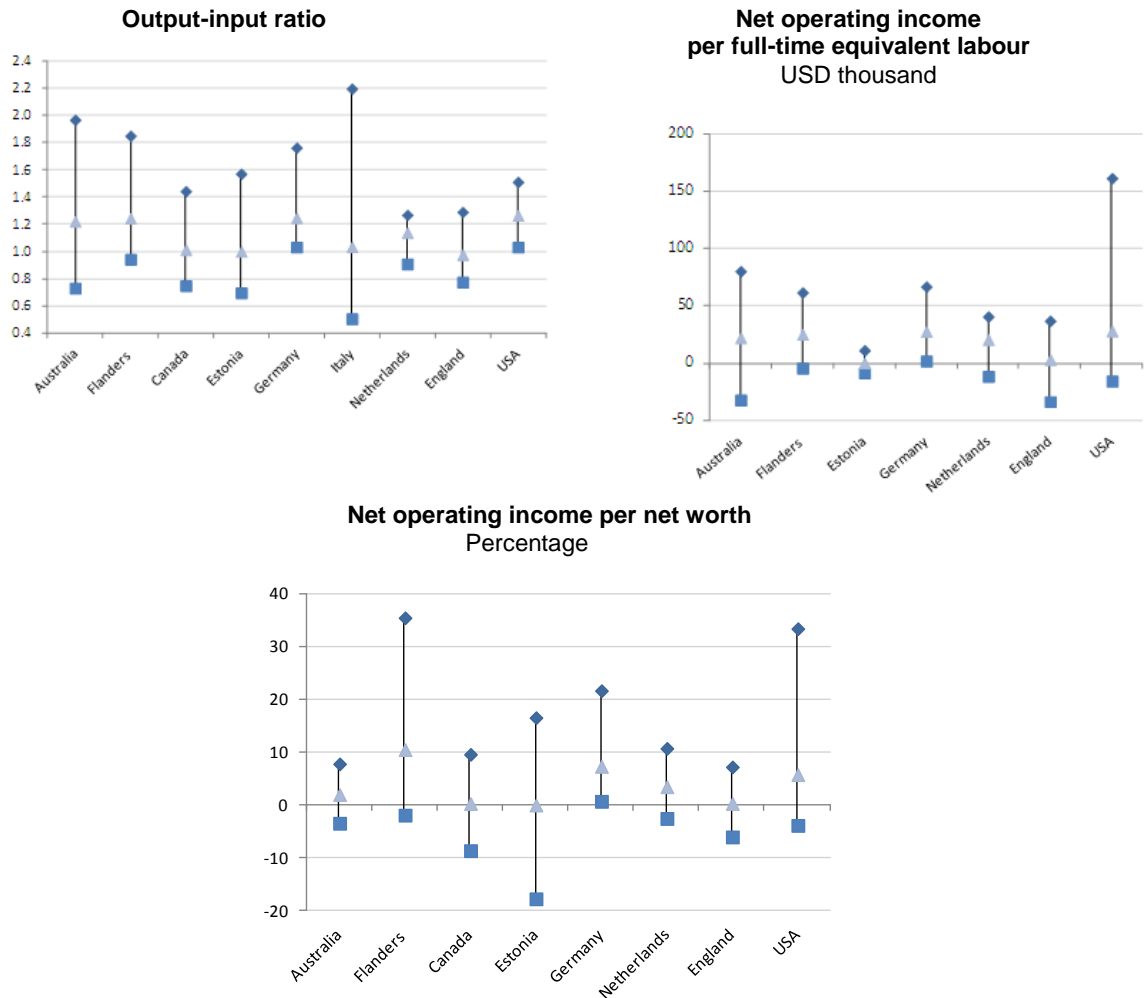 Output-input ratio
2.4
2.2
2.0
1.8
1.6
1.4
1.2
1.0
0.8
0.6
0.4
Australia
Flanders
Canada
Estonia
Germany
Italy
Netherlands
England
USA
Net operating income
per full-time equivalent labour
USD thousand
200
150
100
50
0
-50
Australia
Flanders
Estonia
Germany
Netherlands
England
USA
Net operating income per net worth
Percentage
40
30
20
10
0
-10
-20
Australia
Flanders
Canada
Estonia
Germany
Netherlands
England
USA